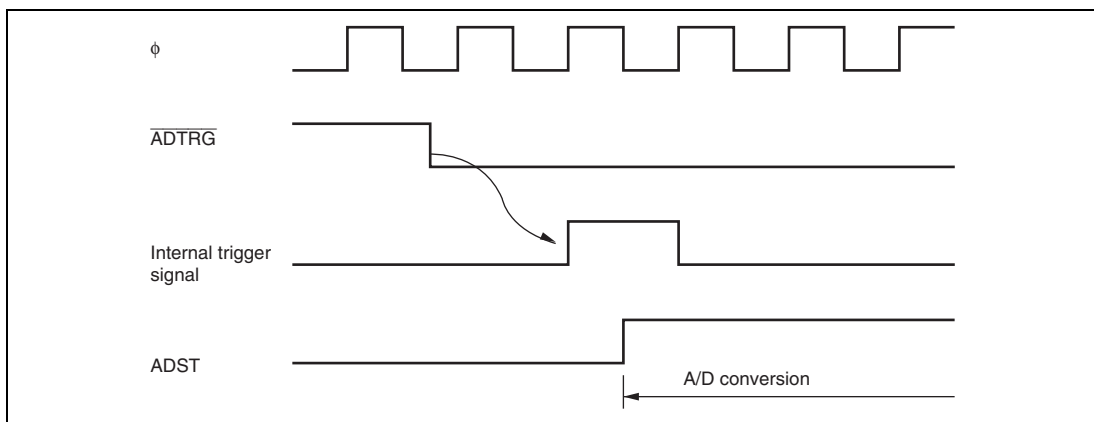 ϕ
ADTRG
Internal trigger
signal
ADST
A/D conversion